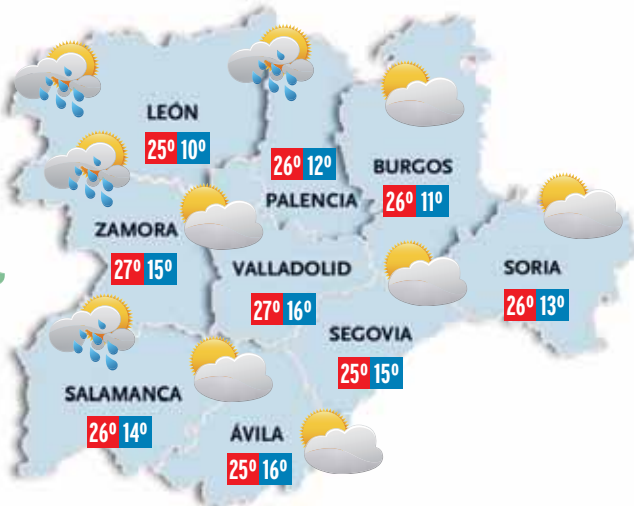 LEÓN
25º 10º
26º 12º
PALENCIA
BURGOS
26º 11º
ZAMORA
27º 15º
VALLADOLID
27º 16º
SORIA
26º 13º
SEGOVIA
25º 15º
SALAMANCA
26º 14º
ÁVILA
25º 16º